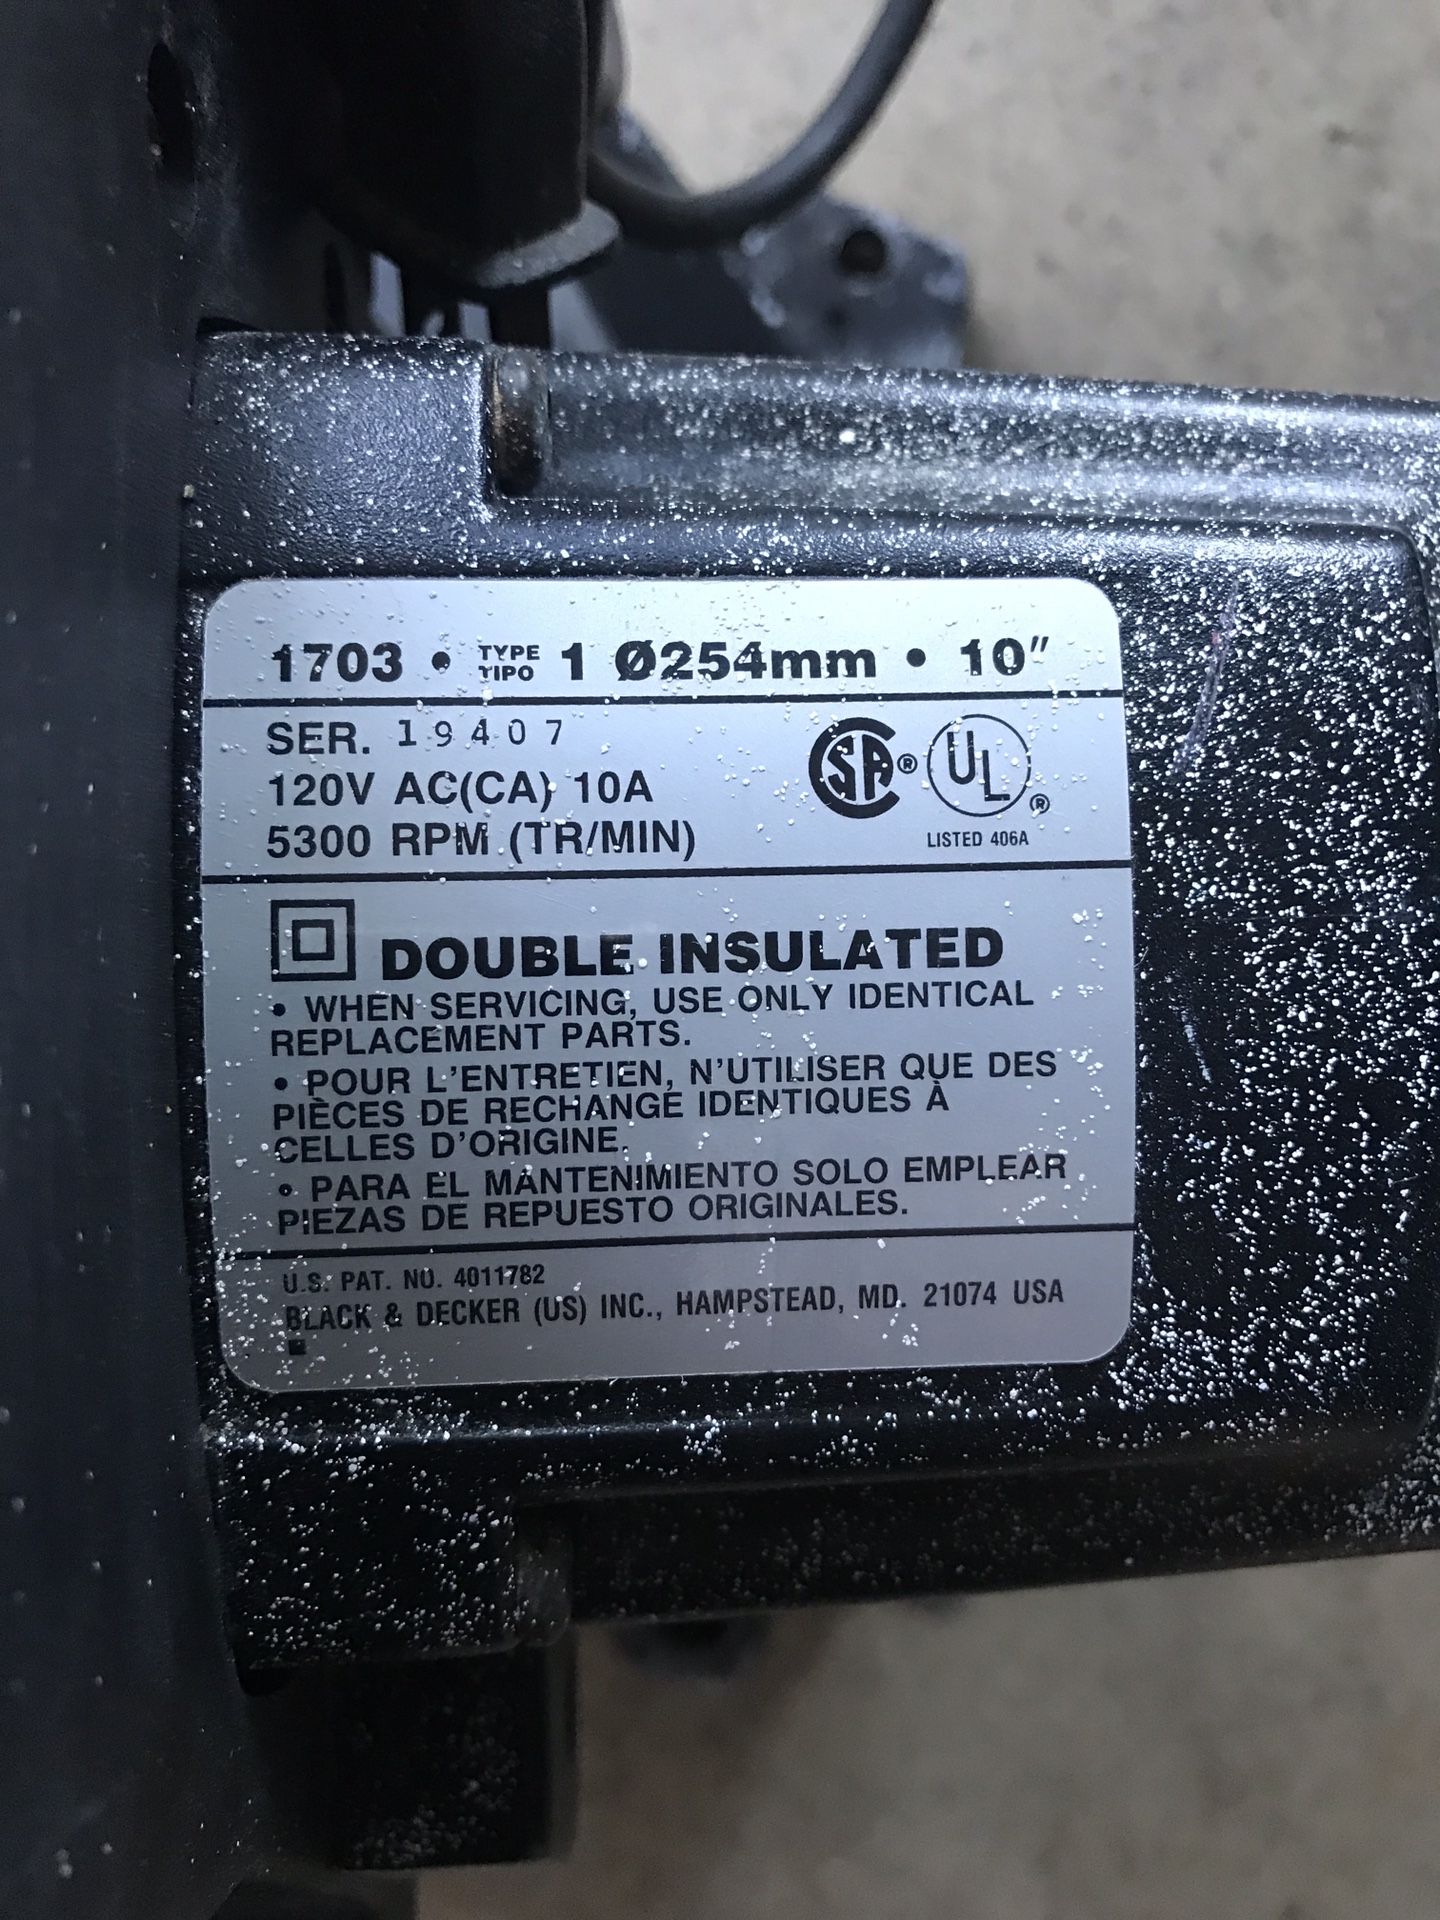 1703 • TYPE TIPO 1 Ø254mm • 10"
SER. 19407
120V AC(CA) 10A
5300 RPM (TR/MIN)
SA® UL®
LISTED 406A
DOUBLE INSULATED
• WHEN SERVICING, USE ONLY IDENTICAL
REPLACEMENT PARTS.
• POUR L'ENTRETIEN, N'UTILISER QUE DES
PIÈCES DE RECHANGE IDENTIQUES À
CELLES D'ORIGINE.
• PARA EL MANTENIMIENTO SOLO EMPLEAR
PIEZAS DE REPUESTO ORIGINALES.
U.S. PAT. NO. 4011782
BLACK & DECKER (US) INC., HAMPSTEAD, MD. 21074 USA